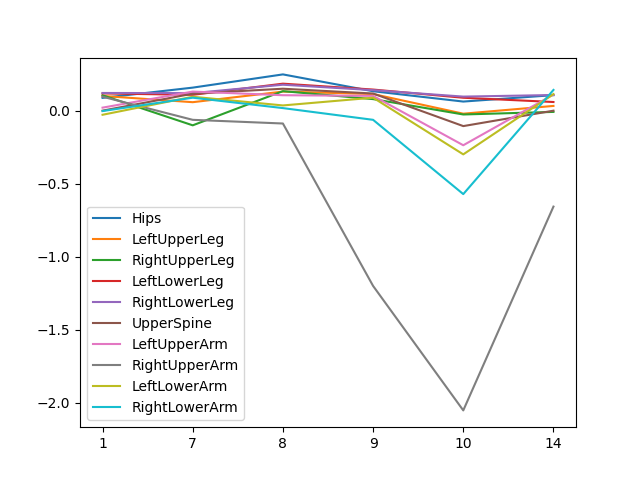 0.0
−0.5
−1.0
−1.5
−2.0
Hips
LeftUpperLeg
RightUpperLeg
LeftLowerLeg
RightLowerLeg
UpperSpine
LeftUpperArm
RightUpperArm
LeftLowerArm
RightLowerArm
1 7 8 9 10 14